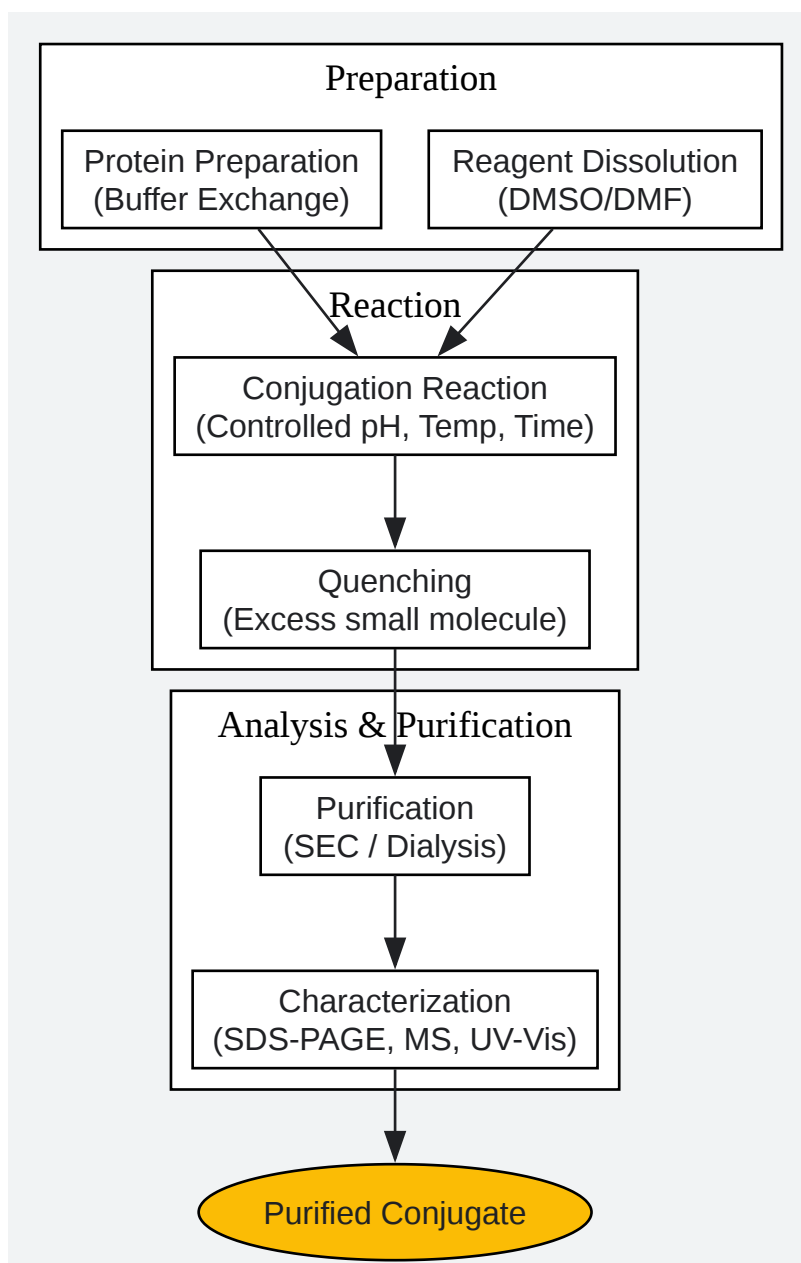 Preparation
Protein Preparation
(Buffer Exchange)
Reagent Dissolution
(DMSO/DMF)
Reaction
Conjugation Reaction
(Controlled pH, Temp, Time)
Quenching
(Excess small molecule)
Analysis & Purification
Purification
(SEC / Dialysis)
Characterization
(SDS-PAGE, MS, UV-Vis)
Purified Conjugate